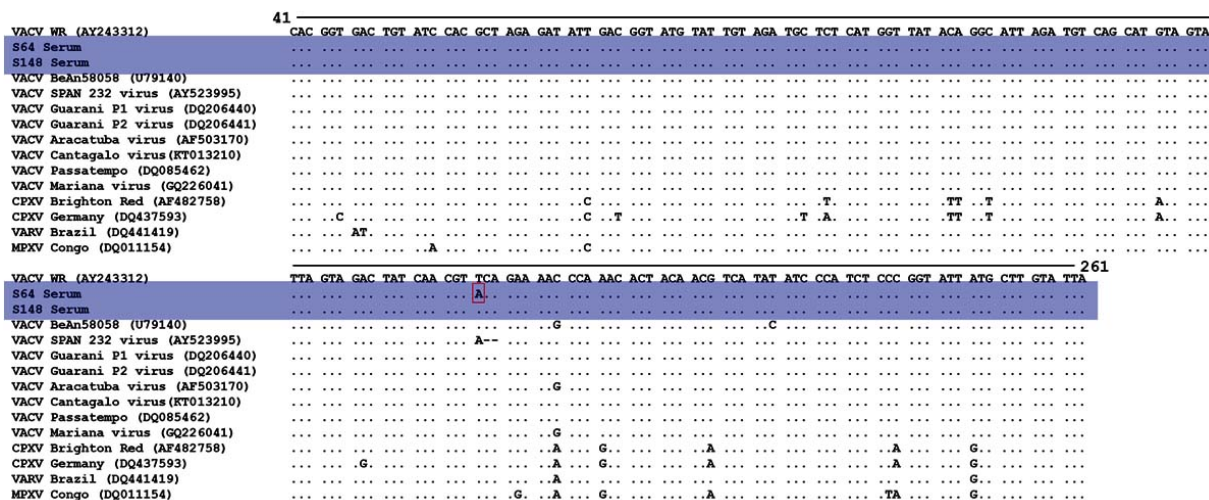 41
VACV WR (AY243312) CAC GGT GAC TGT ATC CAC GCT AGA GAT ATT GAC GGT ATG TAT TGT AGA TGC TCT CAT GGT TAT ACA GGC ATT AGA TGT CAG CAT GTA GTA
S64 Serum ... ... ... ... ... ... ... ... ... ... ... ... ... ... ... ... ... ... ... ... ... ... ... ... ... ... ... ... ... ...
S148 Serum ... ... ... ... ... ... ... ... ... ... ... ... ... ... ... ... ... ... ... ... ... ... ... ... ... ... ... ... ... ...
VACV BeAn58058 (U79140) ... ... ... ... ... ... ... ... ... ... ... ... ... ... ... ... ... ... ... ... ... ... ... ... ... ... ... ... ... ...
VACV SPAN 232 virus (AY523995) ... ... ... ... ... ... ... ... ... ... ... ... ... ... ... ... ... ... ... ... ... ... ... ... ... ... ... ... ... ...
VACV Guarani P1 virus (DQ206440) ... ... ... ... ... ... ... ... ... ... ... ... ... ... ... ... ... ... ... ... ... ... ... ... ... ... ... ... ... ...
VACV Guarani P2 virus (DQ206441) ... ... ... ... ... ... ... ... ... ... ... ... ... ... ... ... ... ... ... ... ... ... ... ... ... ... ... ... ... ...
VACV Aracatuba virus (AF503170) ... ... ... ... ... ... ... ... ... ... ... ... ... ... ... ... ... ... ... ... ... ... ... ... ... ... ... ... ... ...
VACV Cantagalo virus(KT013210) ... ... ... ... ... ... ... ... ... ... ... ... ... ... ... ... ... ... ... ... ... ... ... ... ... ... ... ... ... ...
VACV Passatempo (DQ085462) ... ... ... ... ... ... ... ... ... ... ... ... ... ... ... ... ... ... ... ... ... ... ... ... ... ... ... ... ... ...
VACV Mariana virus (GQ226041) ... ... ... ... ... ... ... ... ... ... ... ... ... ... ... ... ... ... ... ... ... ... ... ... ... ... ... ... ... ...
CPXV Brighton Red (AF482758) ... ... ... ... ... ... ... ... ... ..C ... ... ... ... ... ... ... .T. ... ... ... TT. .T. ... ... ... ... ... A.. ...
CPXV Germany (DQ437593) ... ..C ... ... ... ... ... ... ... ..C ..T ... ... ... ... ... ..T .T. ... ... ... TT. .T. ... ... ... ... ... A.. ...
VARV Brazil (DQ441419) ... ... AT. ... ... ... ... ... ... ... ... ... ... ... ... ... ... ... ... ... ... ... ... ... ... ... ... ... ... ...
MPXV Congo (DQ011154) ... ... ... ... ..A ... ... ... ... ..C ... ... ... ... ... ... ... ... ... ... ... ... ... ... ... ... ... ... ... ...
261
VACV WR (AY243312) TTA GTA GAC TAT CAA CGT TCA GAA AAC CCA AAC ACT ACA ACG TCA TAT ATC CCA TCT CCC GGT ATT ATG CTT GTA TTA
S64 Serum ... ... ... ... ... ... A.. ... ... ... ... ... ... ... ... ... ... ... ... ... ... ... ... ... ... ...
S148 Serum ... ... ... ... ... ... ... ... ... ... ... ... ... ... ... ... ... ... ... ... ... ... ... ... ... ...
VACV BeAn58058 (U79140) ... ... ... ... ... ... ... ... ..G ... ... ... ... ... ... ..C ... ... ... ... ... ... ... ... ... ...
VACV SPAN 232 virus (AY523995) ... ... ... ... ... ... A-- ... ... ... ... ... ... ... ... ... ... ... ... ... ... ... ... ... ... ...
VACV Guarani P1 virus (DQ206440) ... ... ... ... ... ... ... ... ... ... ... ... ... ... ... ... ... ... ... ... ... ... ... ... ... ...
VACV Guarani P2 virus (DQ206441) ... ... ... ... ... ... ... ... ... ... ... ... ... ... ... ... ... ... ... ... ... ... ... ... ... ...
VACV Aracatuba virus (AF503170) ... ... ... ... ... ... ... ... ..G ... ... ... ... ... ... ... ... ... ... ... ... ... ... ... ... ...
VACV Cantagalo virus(KT013210) ... ... ... ... ... ... ... ... ... ... ... ... ... ... ... ... ... ... ... ... ... ... ... ... ... ...
VACV Passatempo (DQ085462) ... ... ... ... ... ... ... ... ... ... ... ... ... ... ... ... ... ... ... ... ... ... ... ... ... ...
VACV Mariana virus (GQ226041) ... ... ... ... ... ... ... ... ..G ... ... ... ... ... ... ... ... ... ... ... ... ... ... ... ... ...
CPXV Brighton Red (AF482758) ... ... ... ... ... ... ... ... ..A ... G.. ... ... ..A ... ... ... ... ... ..A ... ... G.. ... ... ...
CPXV Germany (DQ437593) ... ... .G. ... ... ... ... ... ..A ... G.. ... ... ..A ... ... ... ... ... ..A ... ... G.. ... ... ...
VARV Brazil (DQ441419) ... ... ... ... ... ... ... ... ..A ... ... ... ... ... ... ... ... ... ... ... ... ... G.. ... ... ...
MPXV Congo (DQ011154) ... ... ... ... ... ... ... .G. ..A ... G.. ... ... ..A ... ... ... ... ... .TA ... ... G.. ... ... ...